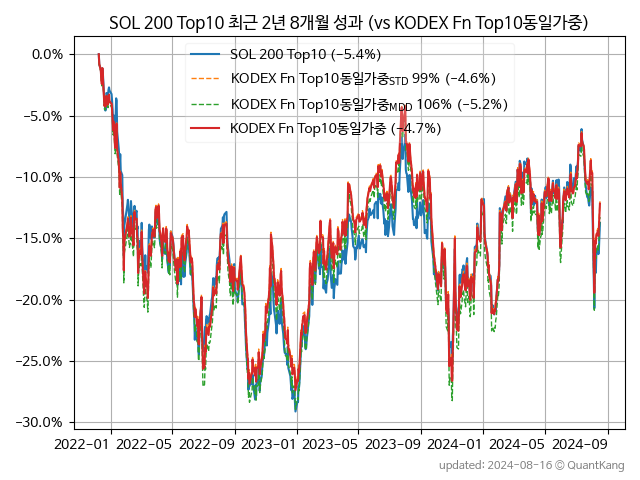 SOL 200 Top10 최근 2년 8개월 성과 (vs KODEX Fn Top10동일가중)
0.0%
SOL 200 Top10 (−5.4%)
KODEX Fn Top10동일가중STD 99% (−4.6%)
KODEX Fn Top10동일가중MDD 106% (−5.2%)
KODEX Fn Top10동일가중 (−4.7%)
−5.0%
−10.0%
−15.0%
−20.0%
−25.0%
−30.0%
2022-01 2022-05 2022-09 2023-01 2023-05 2023-09 2024-01 2024-05 2024-09
updated: 2024-08-16 ⓒ QuantKang